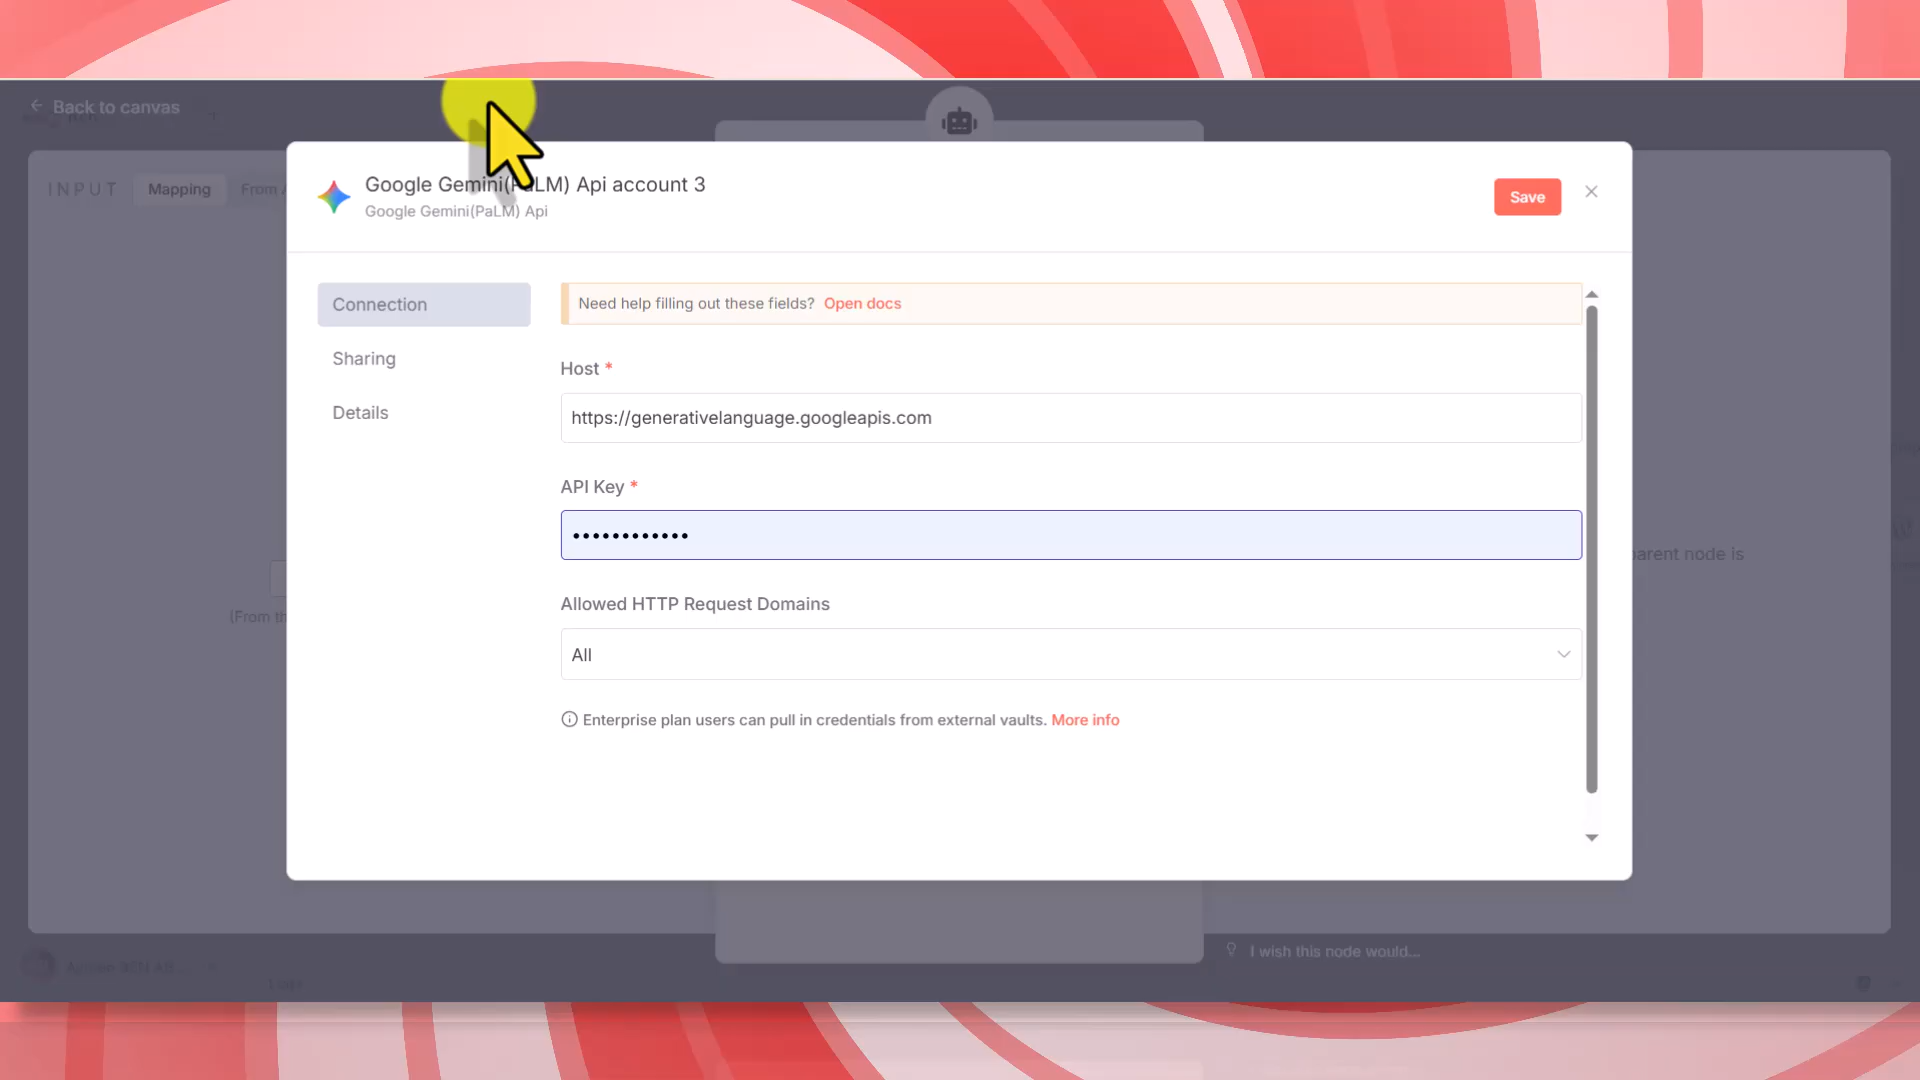 Back to canvas
INPUT Mapping From
Google Gemini(PaLM) Api account 3
Google Gemini(PaLM) Api
Save
Connection
Sharing
Details
Need help filling out these fields? Open docs
Host *
https://generativelanguage.googleapis.com
API Key *
••••••••••••
Allowed HTTP Request Domains
All
Enterprise plan users can pull in credentials from external vaults. More info
parent node is
(From th
I wish this node would...